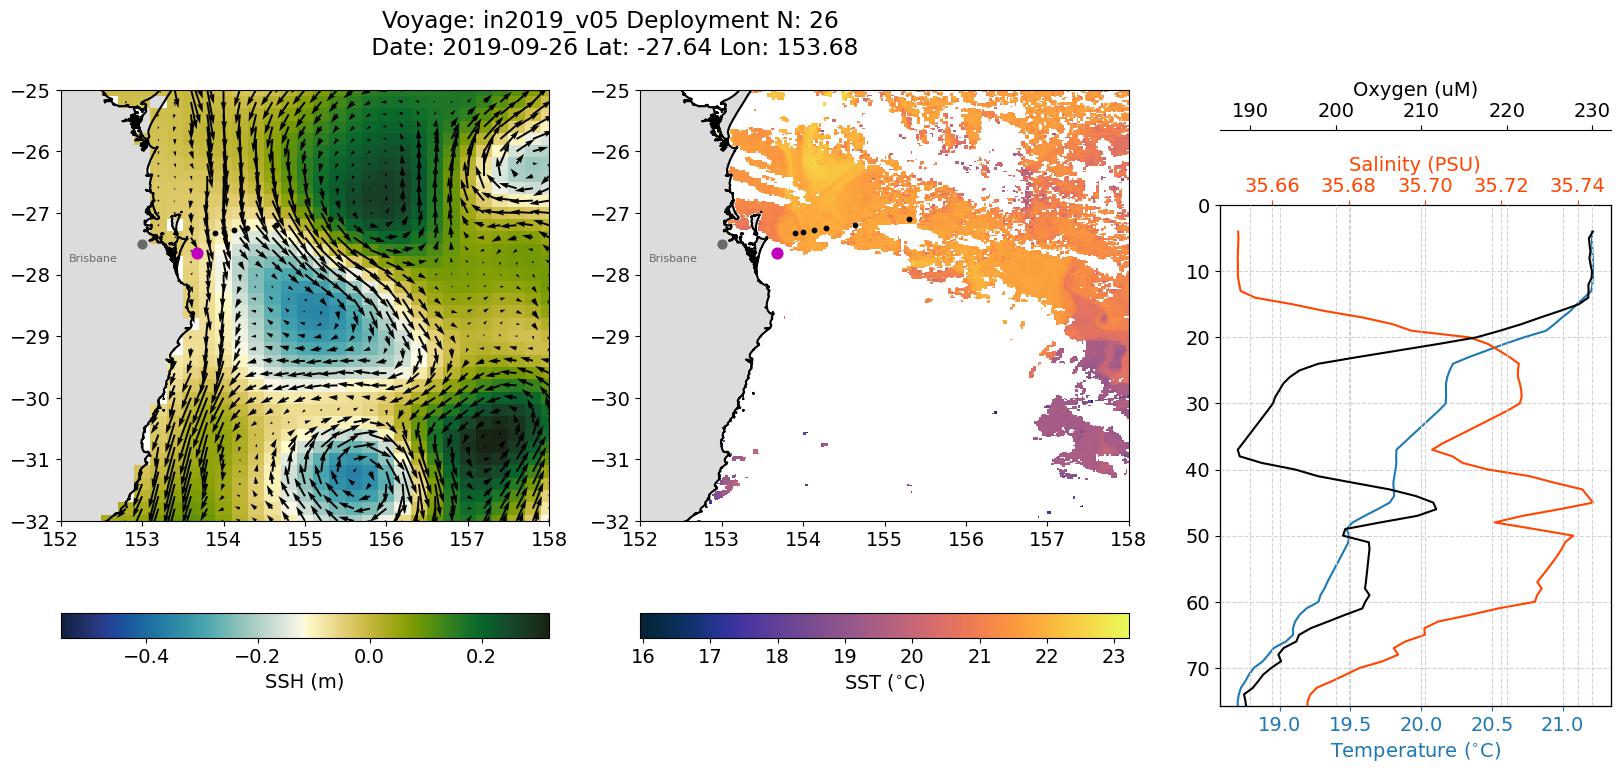 Voyage: in2019_v05 Deployment N: 26
Date: 2019-09-26 Lat: -27.64 Lon: 153.68
−25
−26
−27
−28
−29
−30
−31
−32
152 153 154 155 156 157 158
Brisbane
−0.4 −0.2 0.0 0.2
SSH (m)
−25
−26
−27
−28
−29
−30
−31
−32
152 153 154 155 156 157 158
Brisbane
16 17 18 19 20 21 22 23
SST (°C)
Oxygen (uM)
190 200 210 220 230
Salinity (PSU)
35.66 35.68 35.70 35.72 35.74
0
10
20
30
40
50
60
70
19.0 19.5 20.0 20.5 21.0
Temperature (°C)